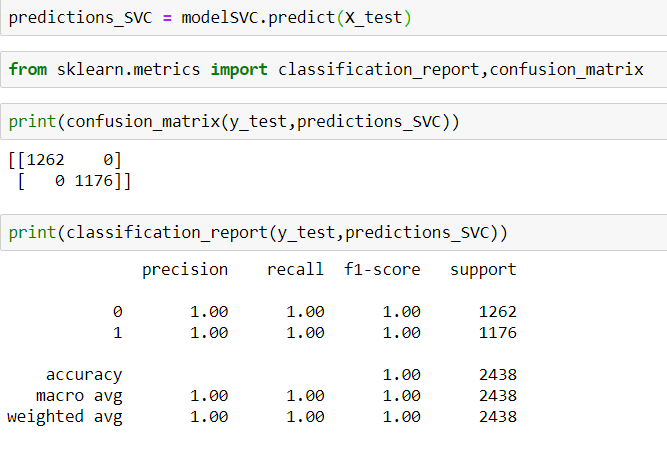 predictions_SVC = modelSVC.predict(X_test)
from sklearn.metrics import classification_report,confusion_matrix
print(confusion_matrix(y_test,predictions_SVC))
[[1262    0]
 [   0 1176]]
print(classification_report(y_test,predictions_SVC))
              precision    recall  f1-score   support
           0       1.00      1.00      1.00      1262
           1       1.00      1.00      1.00      1176
    accuracy                           1.00      2438
   macro avg       1.00      1.00      1.00      2438
weighted avg       1.00      1.00      1.00      2438